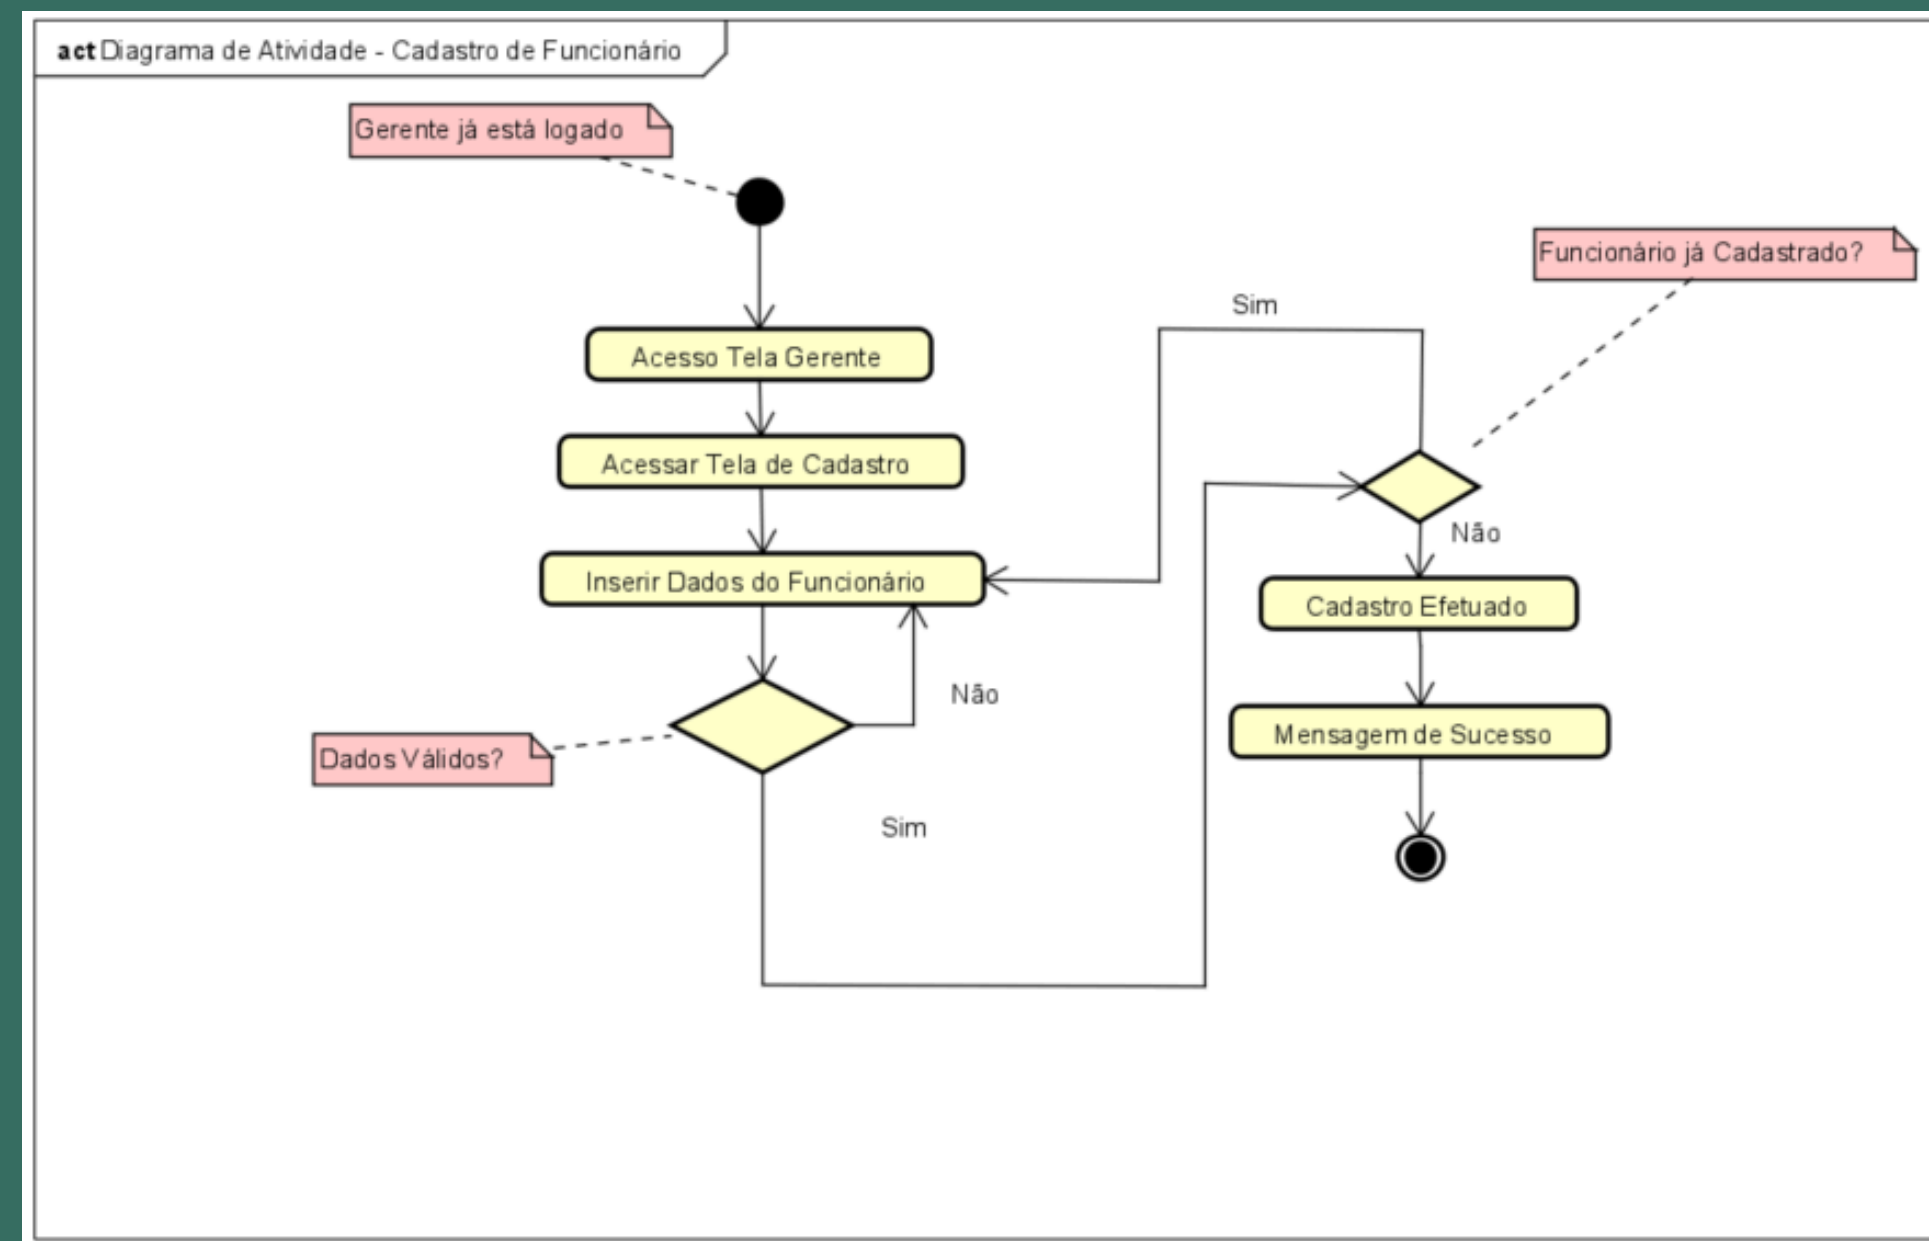 act Diagrama de Atividade - Cadastro de Funcionário
Gerente já está logado
Funcionário já Cadastrado?
Sim
Acesso Tela Gerente
Acessar Tela de Cadastro
Não
Inserir Dados do Funcionário
Cadastro Efetuado
Não
Mensagem de Sucesso
Dados Válidos?
Sim